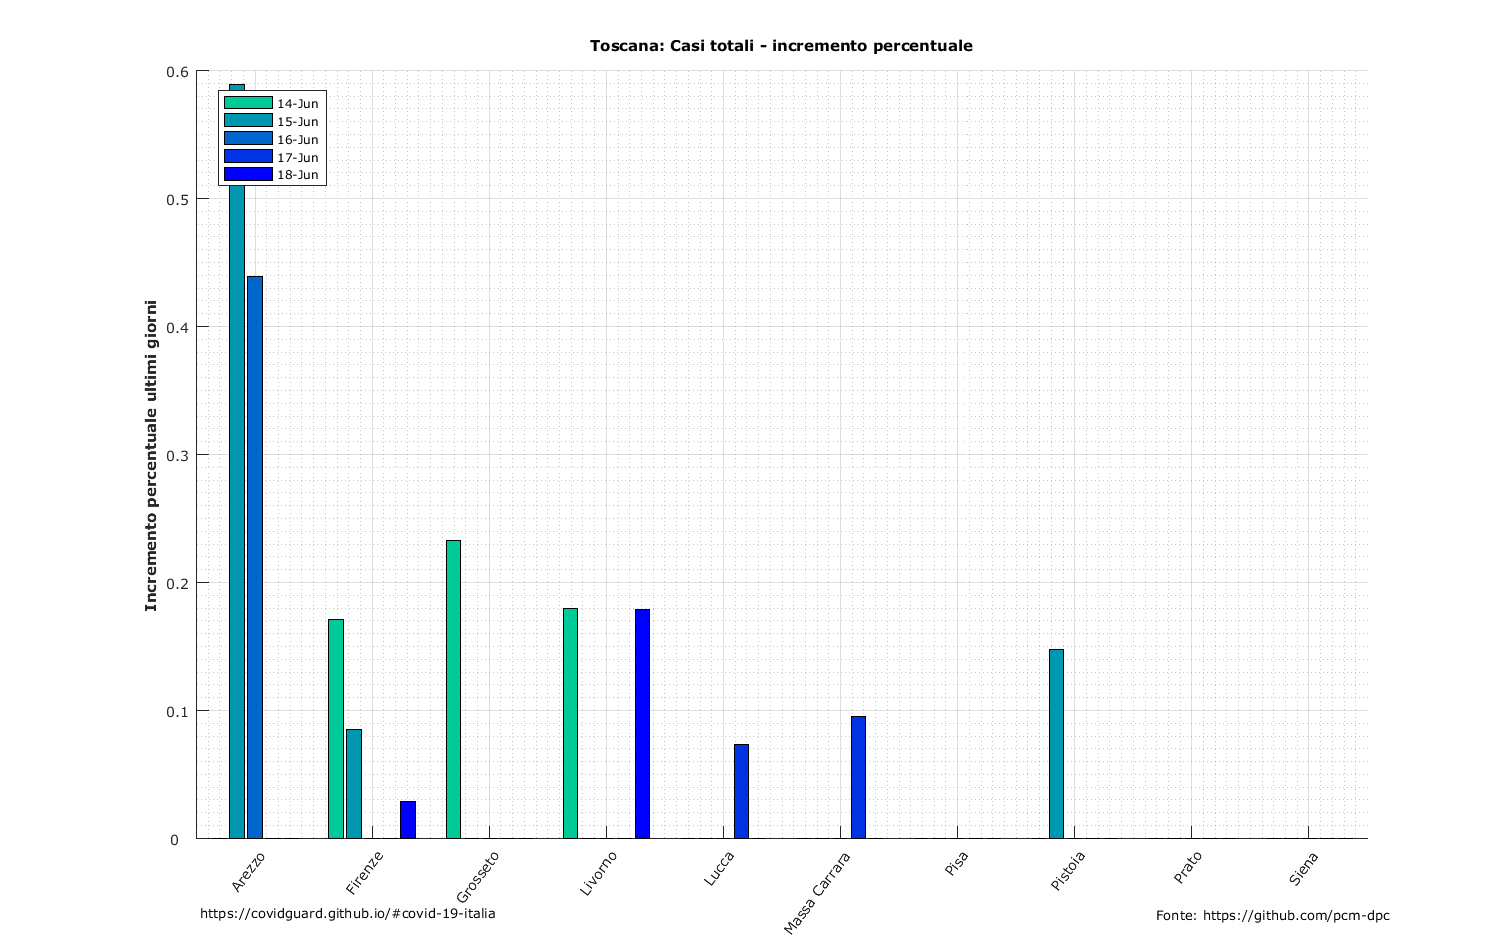 Toscana: Casi totali - incremento percentuale
Incremento percentuale ultimi giorni
0.6
0.5
0.4
0.3
0.2
0.1
0
14-Jun
15-Jun
16-Jun
17-Jun
18-Jun
Arezzo
Firenze
Grosseto
Livorno
Lucca
Massa Carrara
Pisa
Pistoia
Prato
Siena
https://covidguard.github.io/#covid-19-italia
Fonte: https://github.com/pcm-dpc